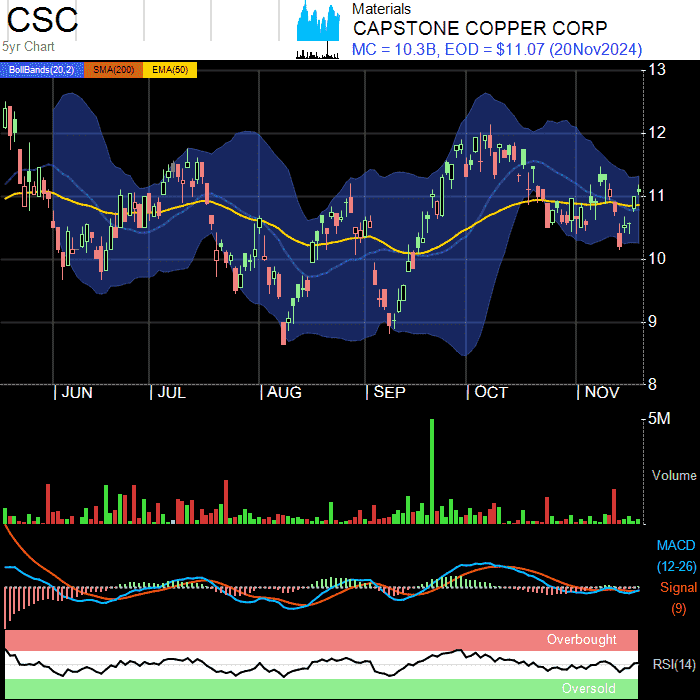 CSC
5yr Chart
Materials
CAPSTONE COPPER CORP
MC = 10.3B, EOD = $11.07 (20Nov2024)
BollBands(20,2) SMA(200) EMA(50)
13
12
11
10
9
8
JUN JUL AUG SEP OCT NOV
5M
Volume
MACD
(12-26)
Signal
(9)
Overbought
RSI(14)
Oversold